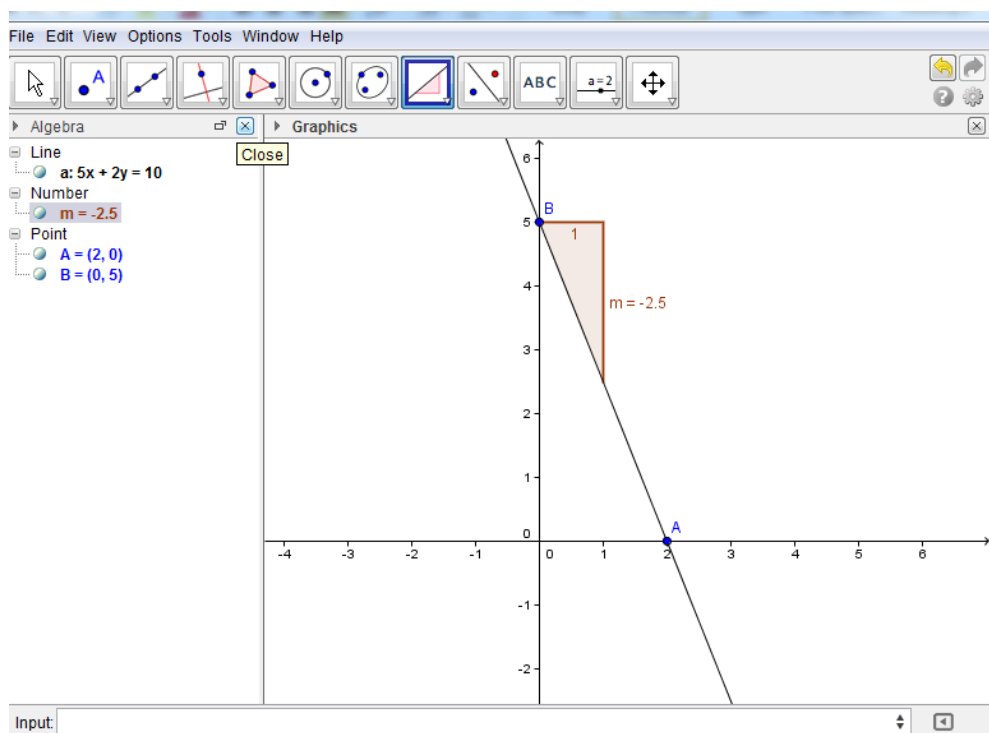 File Edit View Options Tools Window Help
A
ABC
a=2
Algebra
Graphics
Close
Line
a: 5x + 2y = 10
Number
m = -2.5
Point
A = (2, 0)
B = (0, 5)
6
B
5
1
4
m = -2.5
3
2
1
A
0
-4 -3 -2 -1 0 1 2 3 4 5 6
-1
-2
Input: